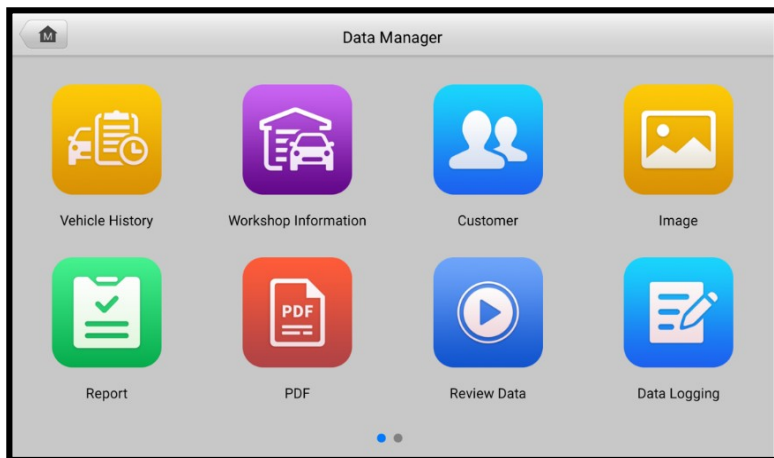 M
Data Manager
Vehicle History
Workshop Information
Customer
Image
PDF
Report
PDF
Review Data
Data Logging